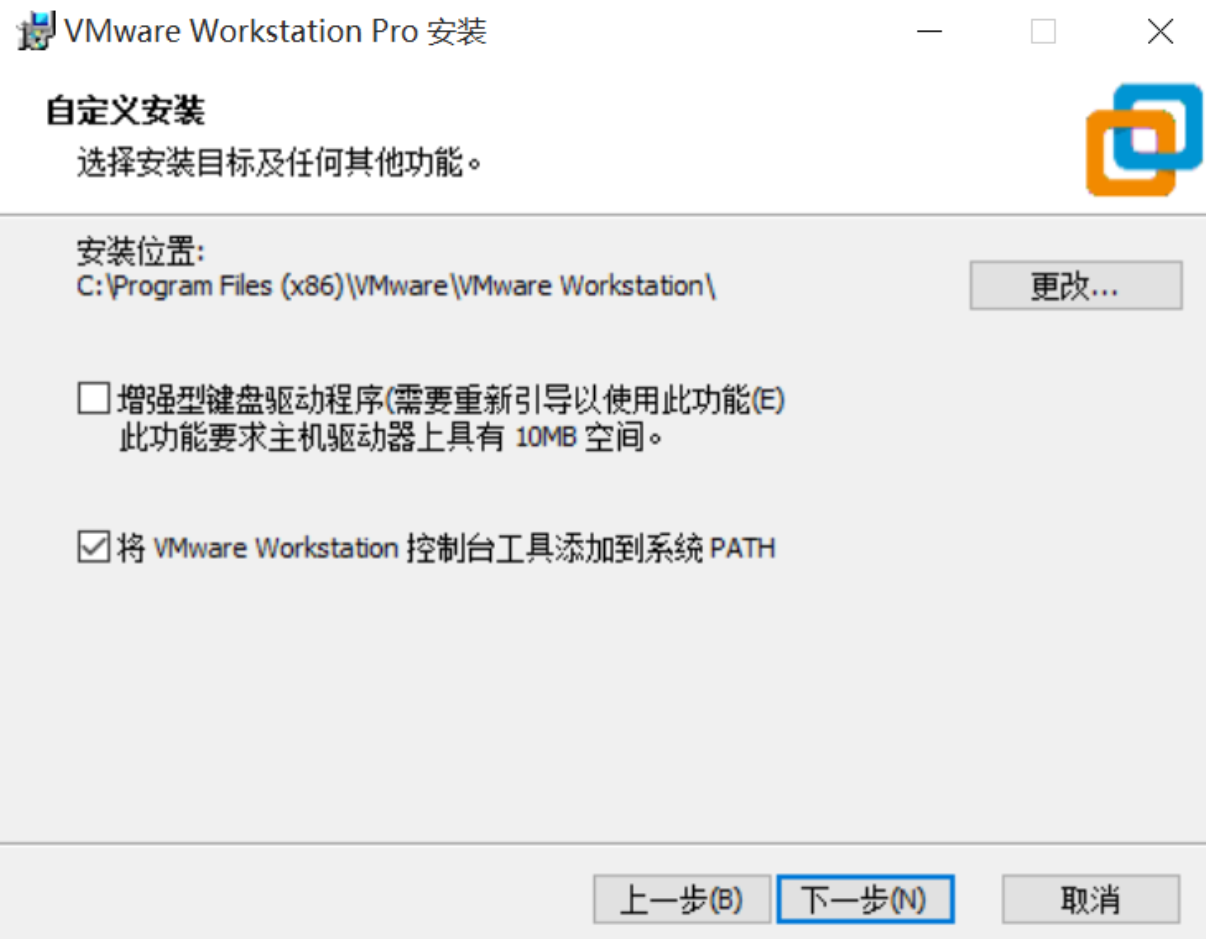 VMware Workstation Pro 安装
自定义安装
选择安装目标及任何其他功能。
安装位置:
C:\Program Files (x86)\VMware\VMware Workstation\
更改...
增强型键盘驱动程序(需要重新引导以使用此功能(E)
此功能要求主机驱动器上具有 10MB 空间。
将 VMware Workstation 控制台工具添加到系统 PATH
上一步(B) 下一步(N) 取消